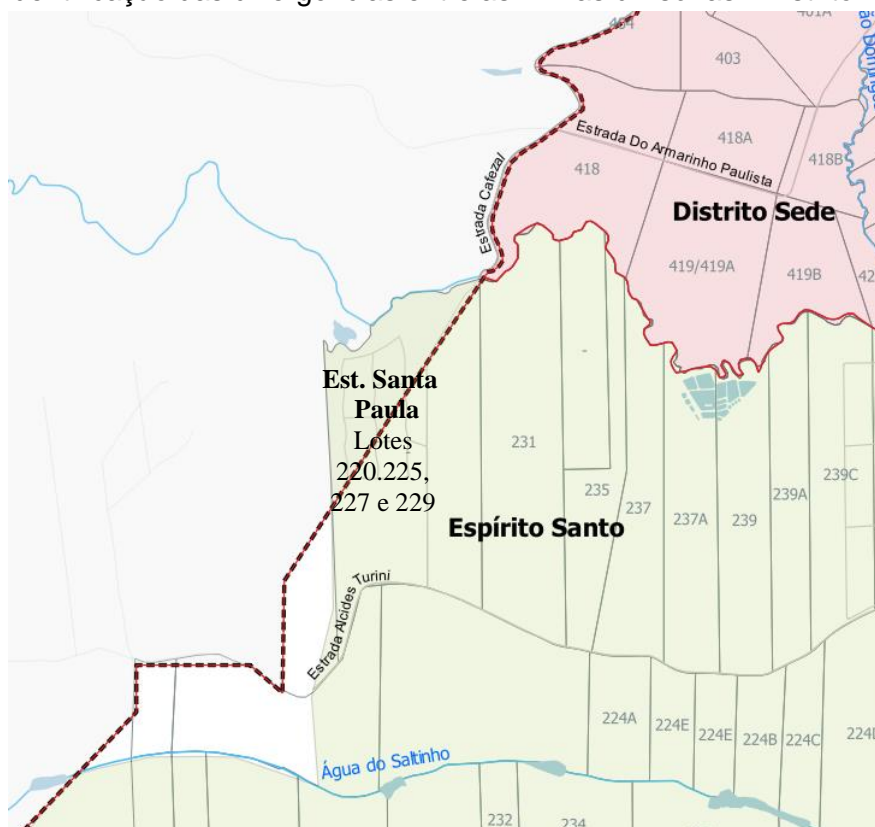 404
401A
403
Estrada Do Armarinho Paulista
418A
418
418B
Estrada Cafezal
Distrito Sede
419/419A
419B
Est. Santa
Paula
Lotes
220.225,
227 e 229
231
235
237
237A
239
239A
239C
Espírito Santo
Estrada Alcides Turini
224A
224E
224E
224B
224C
Água do Saltinho
232
234